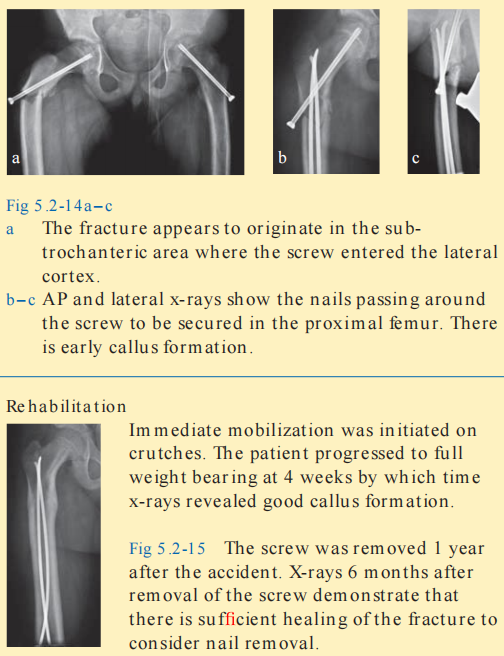 a
b
c
Fig 5.2-14a–c
a The fracture appears to originate in the sub-
trochanteric area where the screw entered the lateral
cortex.
b–c AP and lateral x-rays show the nails passing around
the screw to be secured in the proximal femur. There
is early callus formation.
Rehabilitation
Immediate mobilization was initiated on
crutches. The patient progressed to full
weight bearing at 4 weeks by which time
x-rays revealed good callus formation.
Fig 5.2-15 The screw was removed 1 year
after the accident. X-rays 6 months after
removal of the screw demonstrate that
there is sufficient healing of the fracture to
consider nail removal.